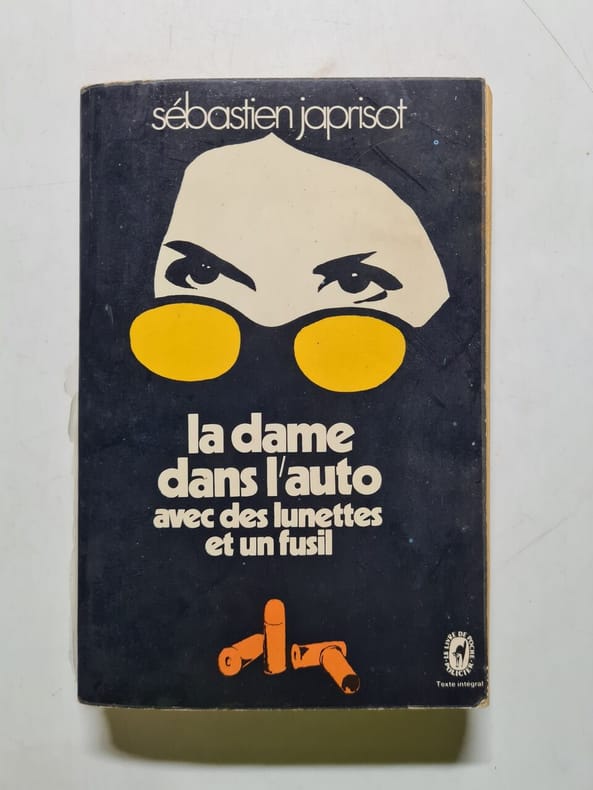 sébastien japrisot
la dame
dans l'auto
avec des lunettes
et un fusil
LE LIVRE DE POCHE
POLICIER
Texte intégral